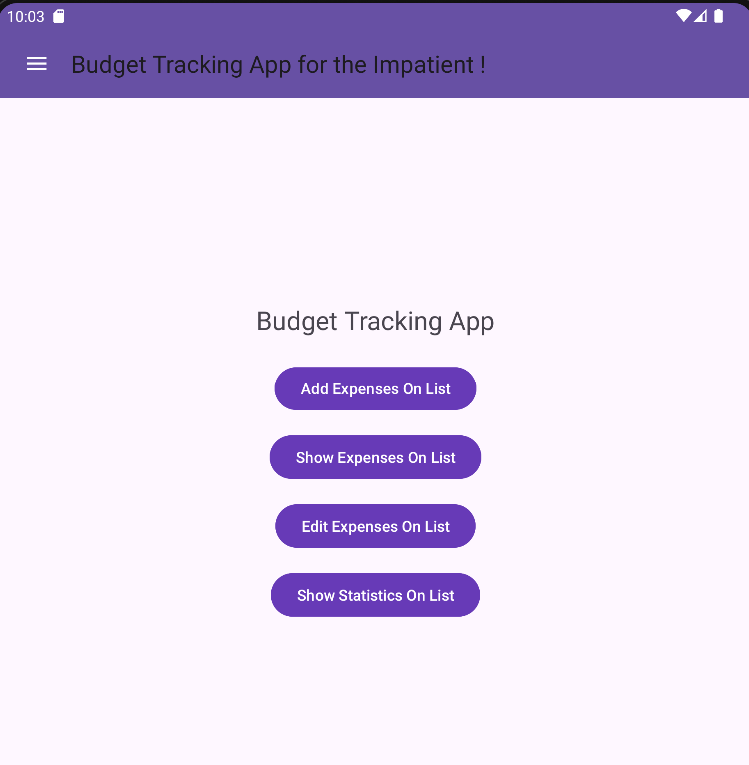 10:03
Budget Tracking App for the Impatient !
Budget Tracking App
Add Expenses On List
Show Expenses On List
Edit Expenses On List
Show Statistics On List